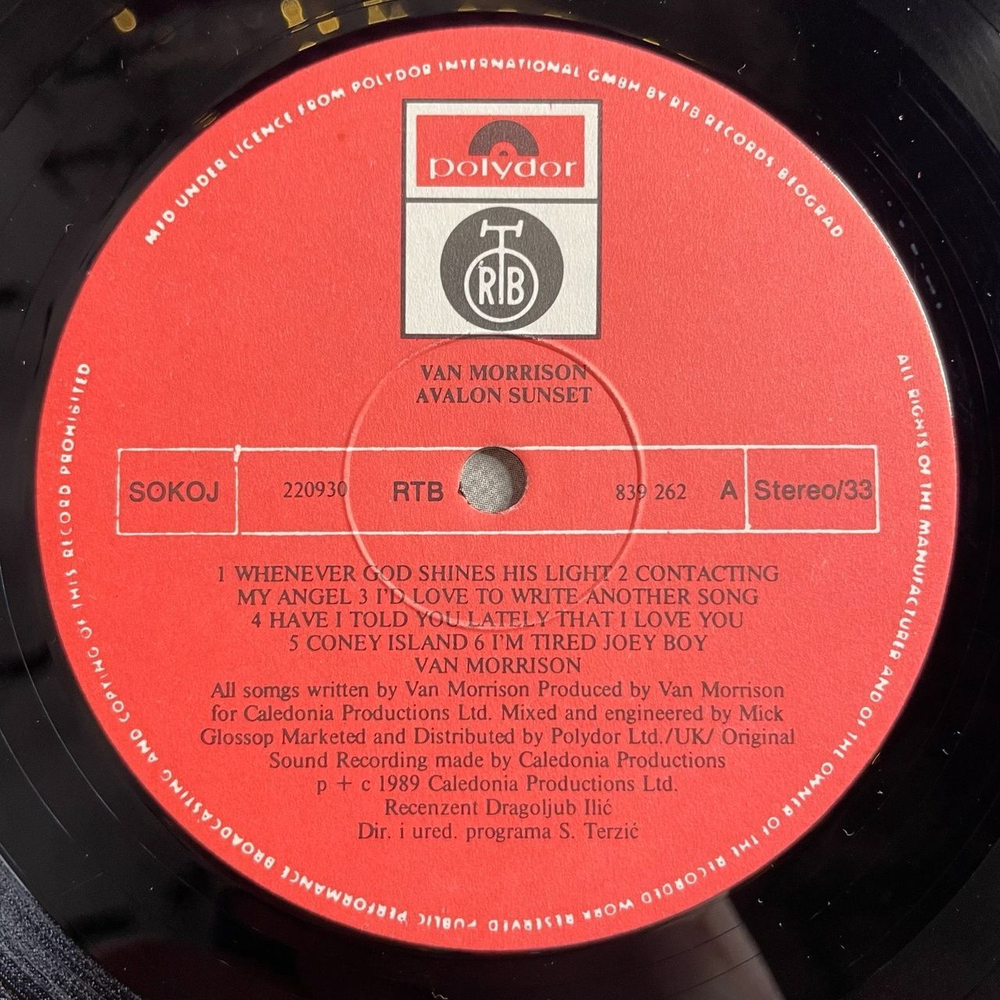 MFD UNDER LICENCE FROM POLYDOR INTERNATIONAL GMBH BY RTB RECORDS BEOGRAD
polydor
RTB
VAN MORRISON
AVALON SUNSET
SOKOJ 220930 RTB 839 262 A Stereo/33
1 WHENEVER GOD SHINES HIS LIGHT 2 CONTACTING
MY ANGEL 3 I'D LOVE TO WRITE ANOTHER SONG
4 HAVE I TOLD YOU LATELY THAT I LOVE YOU
5 CONEY ISLAND 6 I'M TIRED JOEY BOY
VAN MORRISON
All somgs written by Van Morrison Produced by Van Morrison
for Caledonia Productions Ltd. Mixed and engineered by Mick
Glossop Marketed and Distributed by Polydor Ltd./UK/ Original
Sound Recording made by Caledonia Productions
p + c 1989 Caledonia Productions Ltd.
Recenzent Dragoljub Ilić
Dir. i ured. programa S. Terzić
ALL RIGHTS OF THE MANUFACTURER AND OF THE OWNER OF THE RECORDED WORK RESERVED PUBLIC PERFORMANCE BROADCASTING AND COPYING OF THIS RECORD PROHIBITED